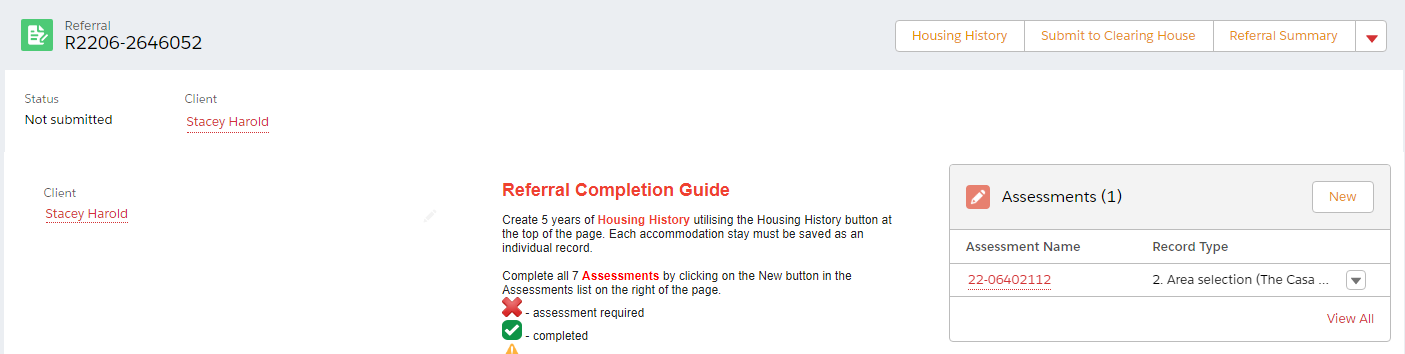 Referral
R2206-2646052
Housing History
Submit to Clearing House
Referral Summary
Status
Client
Not submitted
Stacey Harold
Client
Stacey Harold
Referral Completion Guide
Create 5 years of Housing History utilising the Housing History button at
the top of the page. Each accommodation stay must be saved as an
individual record.
Complete all 7 Assessments by clicking on the New button in the
Assessments list on the right of the page.
- assessment required
- completed
Assessments (1)
New
Assessment Name
Record Type
22-06402112
2. Area selection (The Casa ...
View All